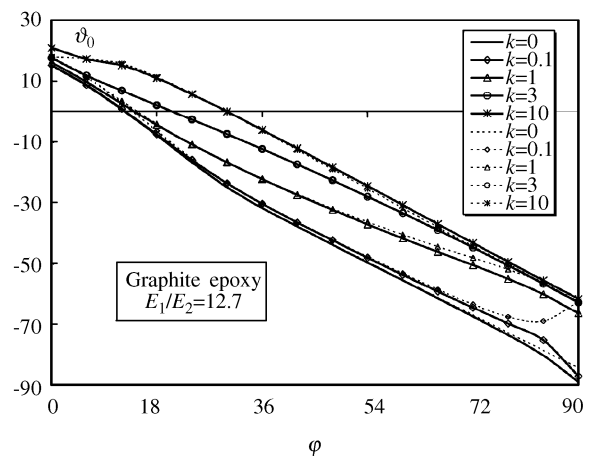 30
10
-10
-30
-50
-70
-90
ϑ0
k=0
k=0.1
k=1
k=3
k=10
k=0
k=0.1
k=1
k=3
k=10
Graphite epoxy
E1/E2=12.7
0 18 36 54 72 90
φ